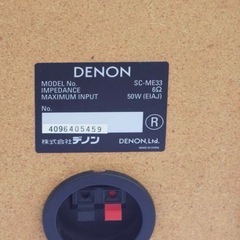 DENON
MODEL No. SC-ME33
IMPEDANCE 6Ω
MAXIMUM INPUT 50W (EIAJ)
No.
R
4096405459
株式会社デノン DENON, Ltd.